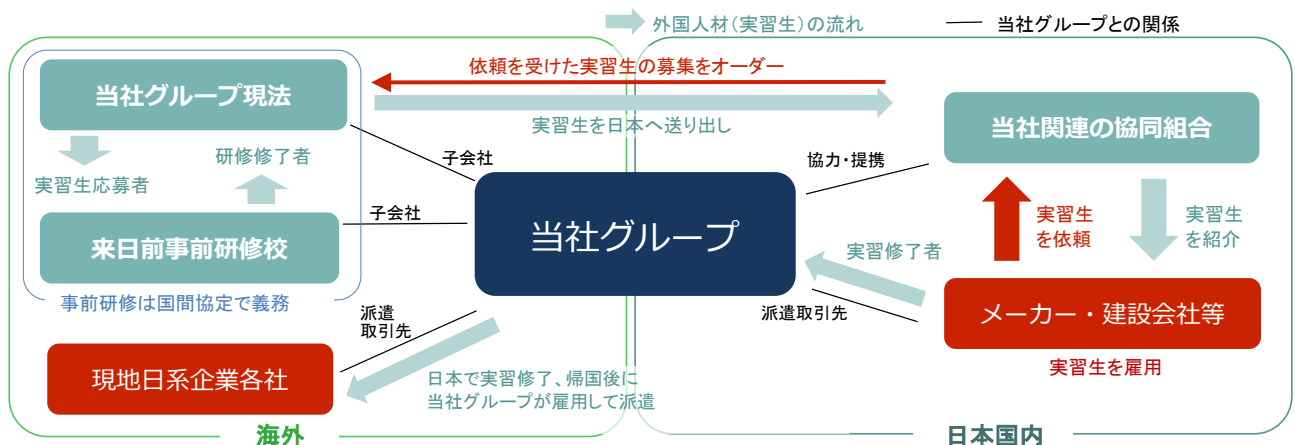 外国人材(実習生)の流れ
当社グループとの関係
当社グループ現法
依頼を受けた実習生の募集をオーダー
実習生を日本へ送り出し
当社関連の協同組合
実習生応募者
研修修了者
子会社
協力・提携
来日前事前研修校
子会社
当社グループ
実習生
を依頼
実習生
を紹介
実習修了者
事前研修は国間協定で義務
派遣
取引先
派遣取引先
メーカー・建設会社等
実習生を雇用
現地日系企業各社
日本で実習修了、帰国後に
当社グループが雇用して派遣
海外
日本国内